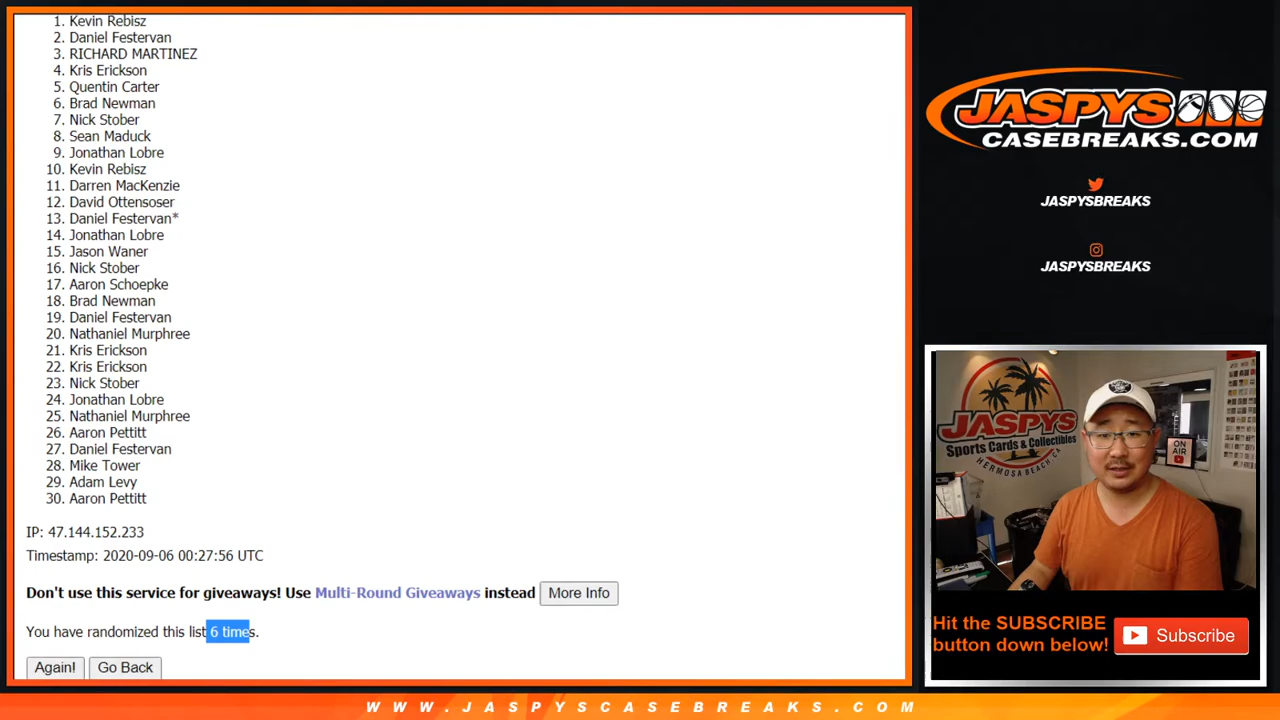 1. Kevin Rebisz
2. Daniel Festervan
3. RICHARD MARTINEZ
4. Kris Erickson
5. Quentin Carter
6. Brad Newman
7. Nick Stober
8. Sean Maduck
9. Jonathan Lobre
10. Kevin Rebisz
11. Darren MacKenzie
12. David Ottensoser
13. Daniel Festervan*
14. Jonathan Lobre
15. Jason Waner
16. Nick Stober
17. Aaron Schoepke
18. Brad Newman
19. Daniel Festervan
20. Nathaniel Murphree
21. Kris Erickson
22. Kris Erickson
23. Nick Stober
24. Jonathan Lobre
25. Nathaniel Murphree
26. Aaron Pettitt
27. Daniel Festervan
28. Mike Tower
29. Adam Levy
30. Aaron Pettitt
IP: 47.144.152.233
Timestamp: 2020-09-06 00:27:56 UTC
Don't use this service for giveaways! Use Multi-Round Giveaways instead More Info
You have randomized this list 6 times.
Again! Go Back
JASPYS
CASEBREAKS.COM
JASPYSBREAKS
JASPYSBREAKS
JASPYS
Sports Cards & Collectibles
HERMOSA BEACH, CA
ON
AIR
Hit the SUBSCRIBE
button down below!
Subscribe
WWW.JASPYSCASEBREAKS.COM